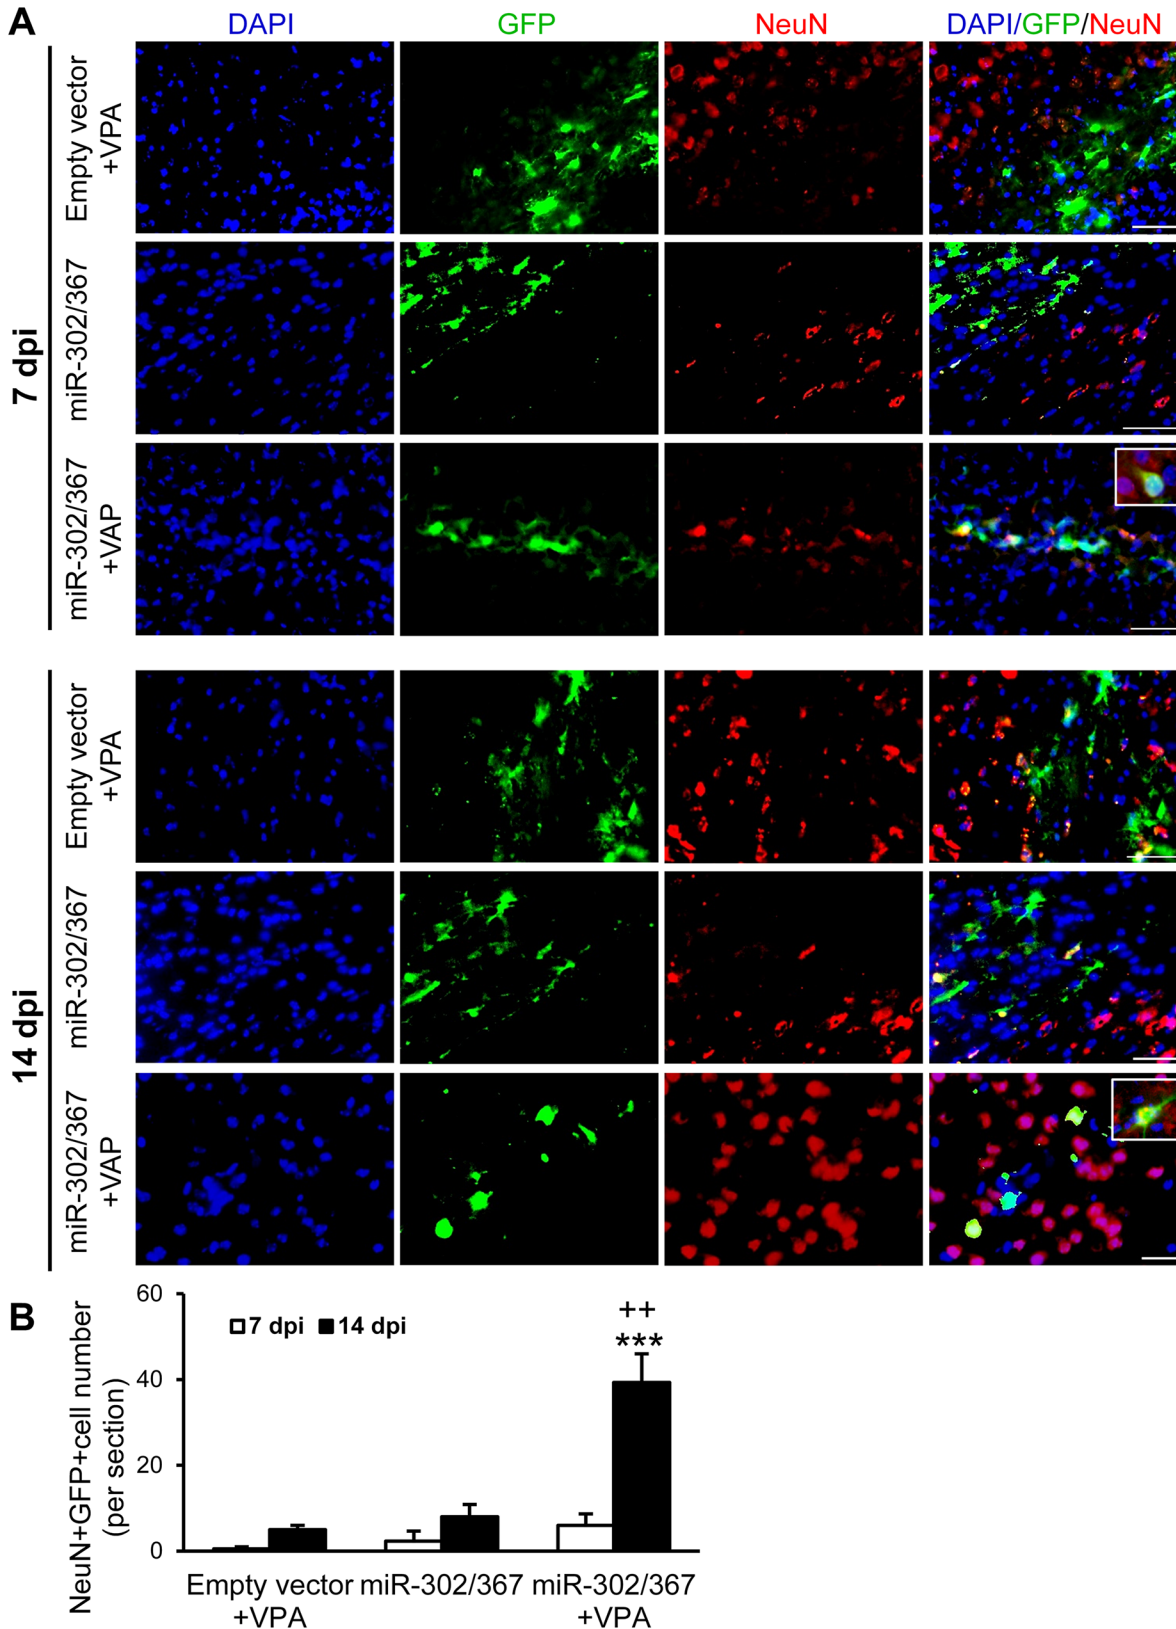 A
DAPI GFP NeuN DAPI/GFP/NeuN
7 dpi
Empty vector
+VPA
miR-302/367
miR-302/367
+VAP
14 dpi
Empty vector
+VPA
miR-302/367
miR-302/367
+VAP
B
NeuN+GFP+cell number
(per section)
60
40
20
0
7 dpi 14 dpi
++
***
Empty vector miR-302/367 miR-302/367
+VPA +VPA